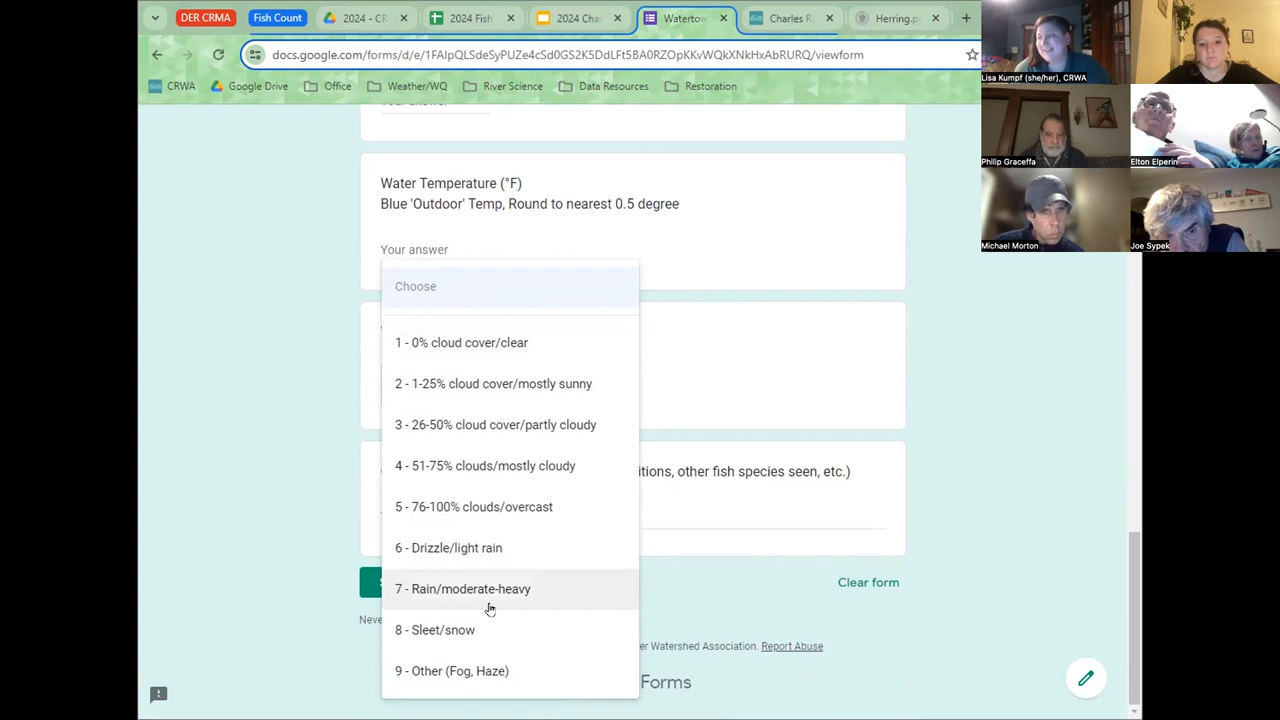 DER CRMA
Fish Count
2024 - CR
2024 Fish
2024 Cha
Watertow
Charles R
Herring.p
docs.google.com/forms/d/e/1FAIpQLSdeSyPUZe4cSd0GS2K5DdLFt5BA0RZOpKKvWQkXNkHxAbRURQ/viewform
CRWA
Google Drive
Office
Weather/WQ
River Science
Data Resources
Restoration
Lisa Kumpf (she/her), CRWA
Philip Graceffa
Elton Elperin
Michael Morton
Joe Sypek
Water Temperature (°F)
Blue 'Outdoor' Temp, Round to nearest 0.5 degree
Your answer
Choose
1 - 0% cloud cover/clear
2 - 1-25% cloud cover/mostly sunny
3 - 26-50% cloud cover/partly cloudy
4 - 51-75% clouds/mostly cloudy
itions, other fish species seen, etc.)
5 - 76-100% clouds/overcast
6 - Drizzle/light rain
7 - Rain/moderate-heavy
Clear form
Neve
8 - Sleet/snow
er Watershed Association. Report Abuse
9 - Other (Fog, Haze)
Forms